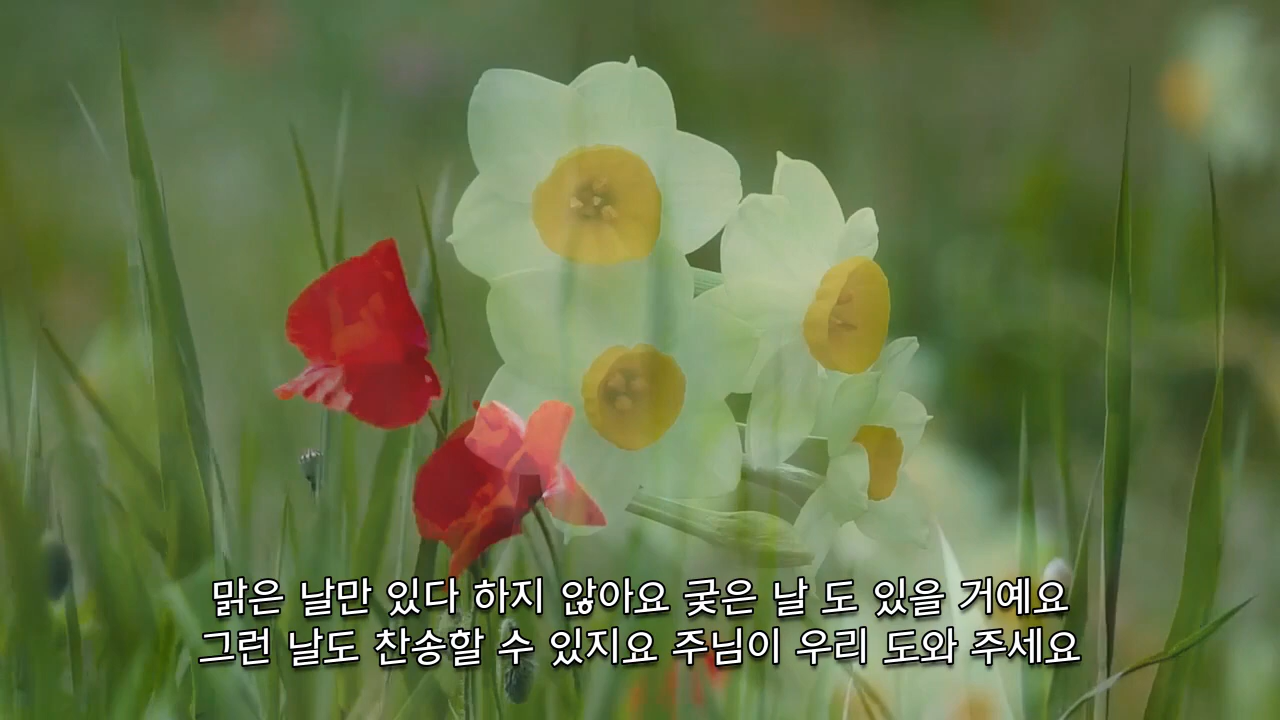 맑은 날만 있다 하지 않아요 궂은 날 도 있을 거예요
그런 날도 찬송할 수 있지요 주님이 우리 도와 주세요